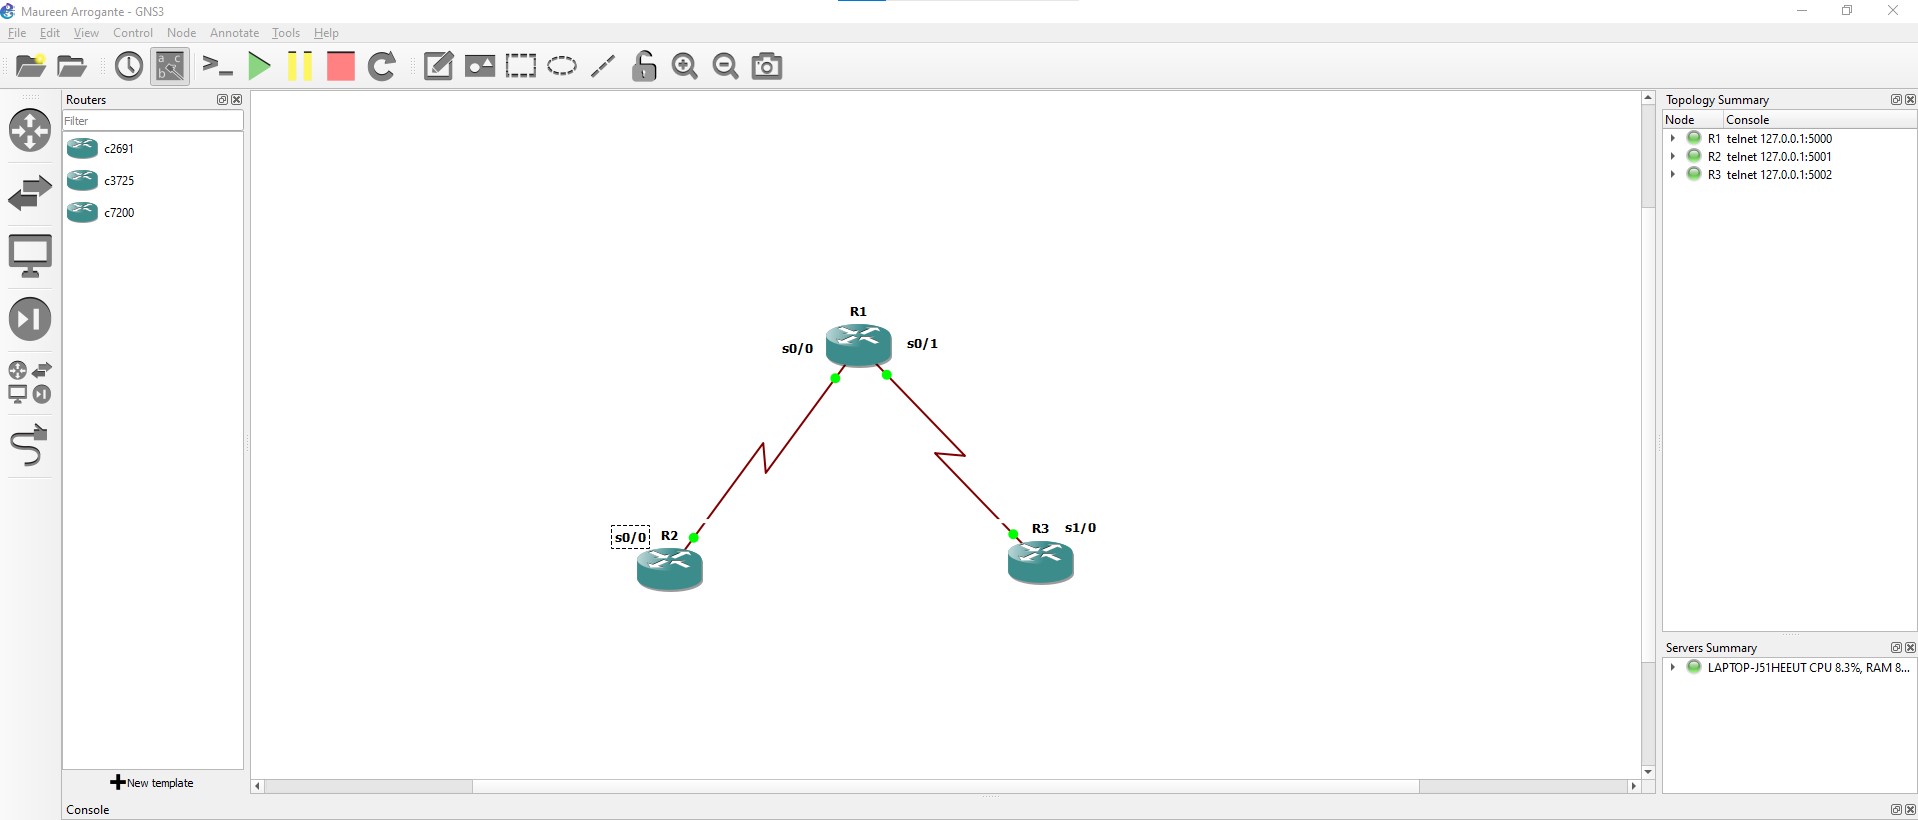 Maureen Arrogante - GNS3
File Edit View Control Node Annotate Tools Help
Routers
Filter
c2691
c3725
c7200
New template
R1
s0/0
s0/1
s0/0
R2
R3
s1/0
Topology Summary
Node Console
R1 telnet 127.0.0.1:5000
R2 telnet 127.0.0.1:5001
R3 telnet 127.0.0.1:5002
Servers Summary
LAPTOP-J51HEEUT CPU 8.3%, RAM 8...
Console